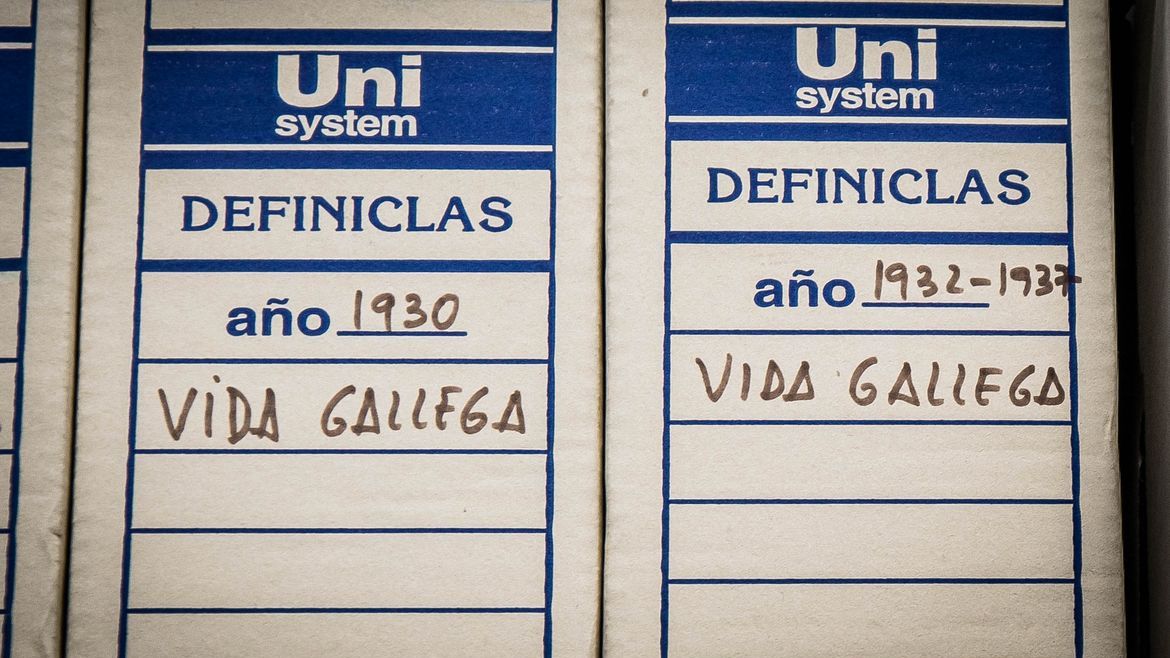 Uni
system
DEFINICLAS
año 1930
ViDA GALLEGA
Uni
system
DEFINICLAS
año 1932-1937
VIDA GALLEGA